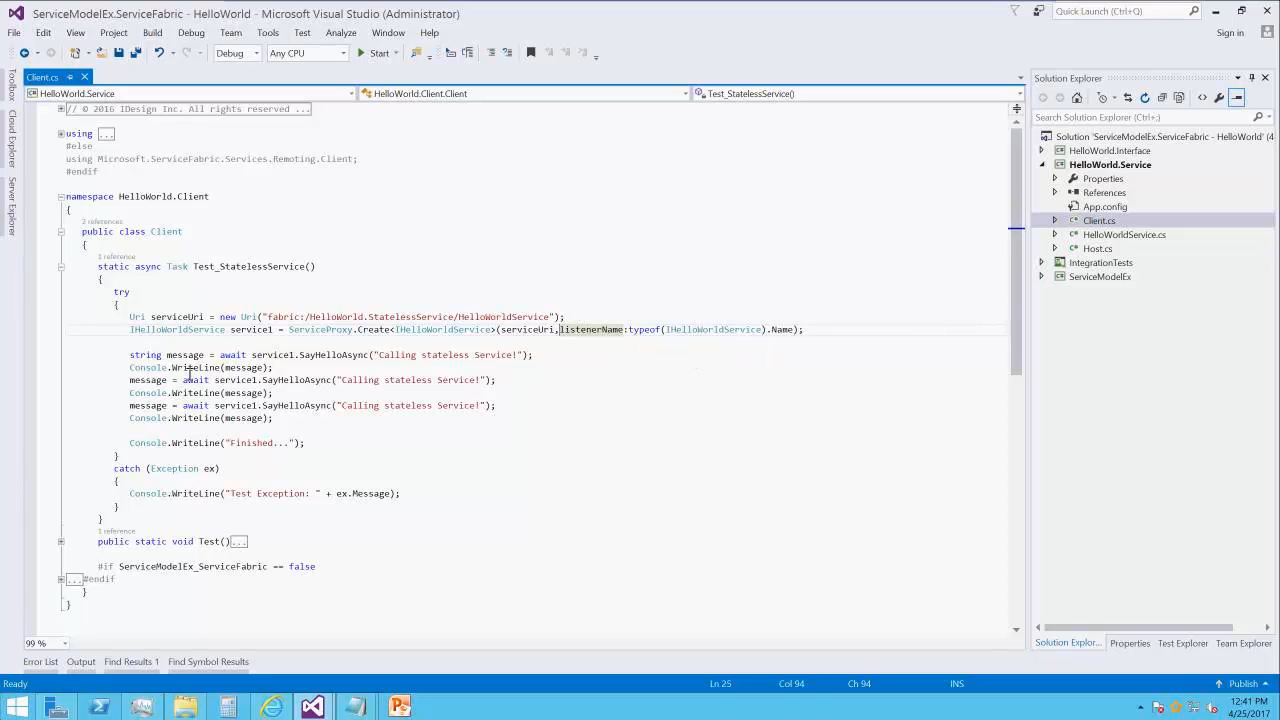 ServiceModelEx.ServiceFabric - HelloWorld - Microsoft Visual Studio (Administrator)
Quick Launch (Ctrl+Q)
File Edit View Project Build Debug Team Tools Test Analyze Window Help
Sign in
Debug Any CPU Start
Toolbox
Cloud Explorer
Server Explorer
Client.cs
HelloWorld.Service HelloWorld.Client.Client Test_StatelessService()
// © 2016 IDesign Inc. All rights reserved ...
using ...
#else
using Microsoft.ServiceFabric.Services.Remoting.Client;
#endif
namespace HelloWorld.Client
{
2 references
public class Client
{
1 reference
static async Task Test_StatelessService()
{
try
{
Uri serviceUri = new Uri("fabric:/HelloWorld.StatelessService/HelloWorldService");
IHelloWorldService service1 = ServiceProxy.Create<IHelloWorldService>(serviceUri,listenerName:typeof(IHelloWorldService).Name);
string message = await service1.SayHelloAsync("Calling stateless Service!");
Console.WriteLine(message);
message = await service1.SayHelloAsync("Calling stateless Service!");
Console.WriteLine(message);
message = await service1.SayHelloAsync("Calling stateless Service!");
Console.WriteLine(message);
Console.WriteLine("Finished...");
}
catch (Exception ex)
{
Console.WriteLine("Test Exception: " + ex.Message);
}
}
1 reference
public static void Test()...
#if ServiceModelEx_ServiceFabric == false
...#endif
}
}
99 %
Solution Explorer
Search Solution Explorer (Ctrl+;)
Solution 'ServiceModelEx.ServiceFabric - HelloWorld' (4
HelloWorld.Interface
HelloWorld.Service
Properties
References
App.config
Client.cs
HelloWorldService.cs
Host.cs
IntegrationTests
ServiceModelEx
Solution Explor... Properties Test Explorer Team Explorer
Error List Output Find Results 1 Find Symbol Results
Ready Ln 25 Col 94 Ch 94 INS Publish
12:41 PM
4/25/2017